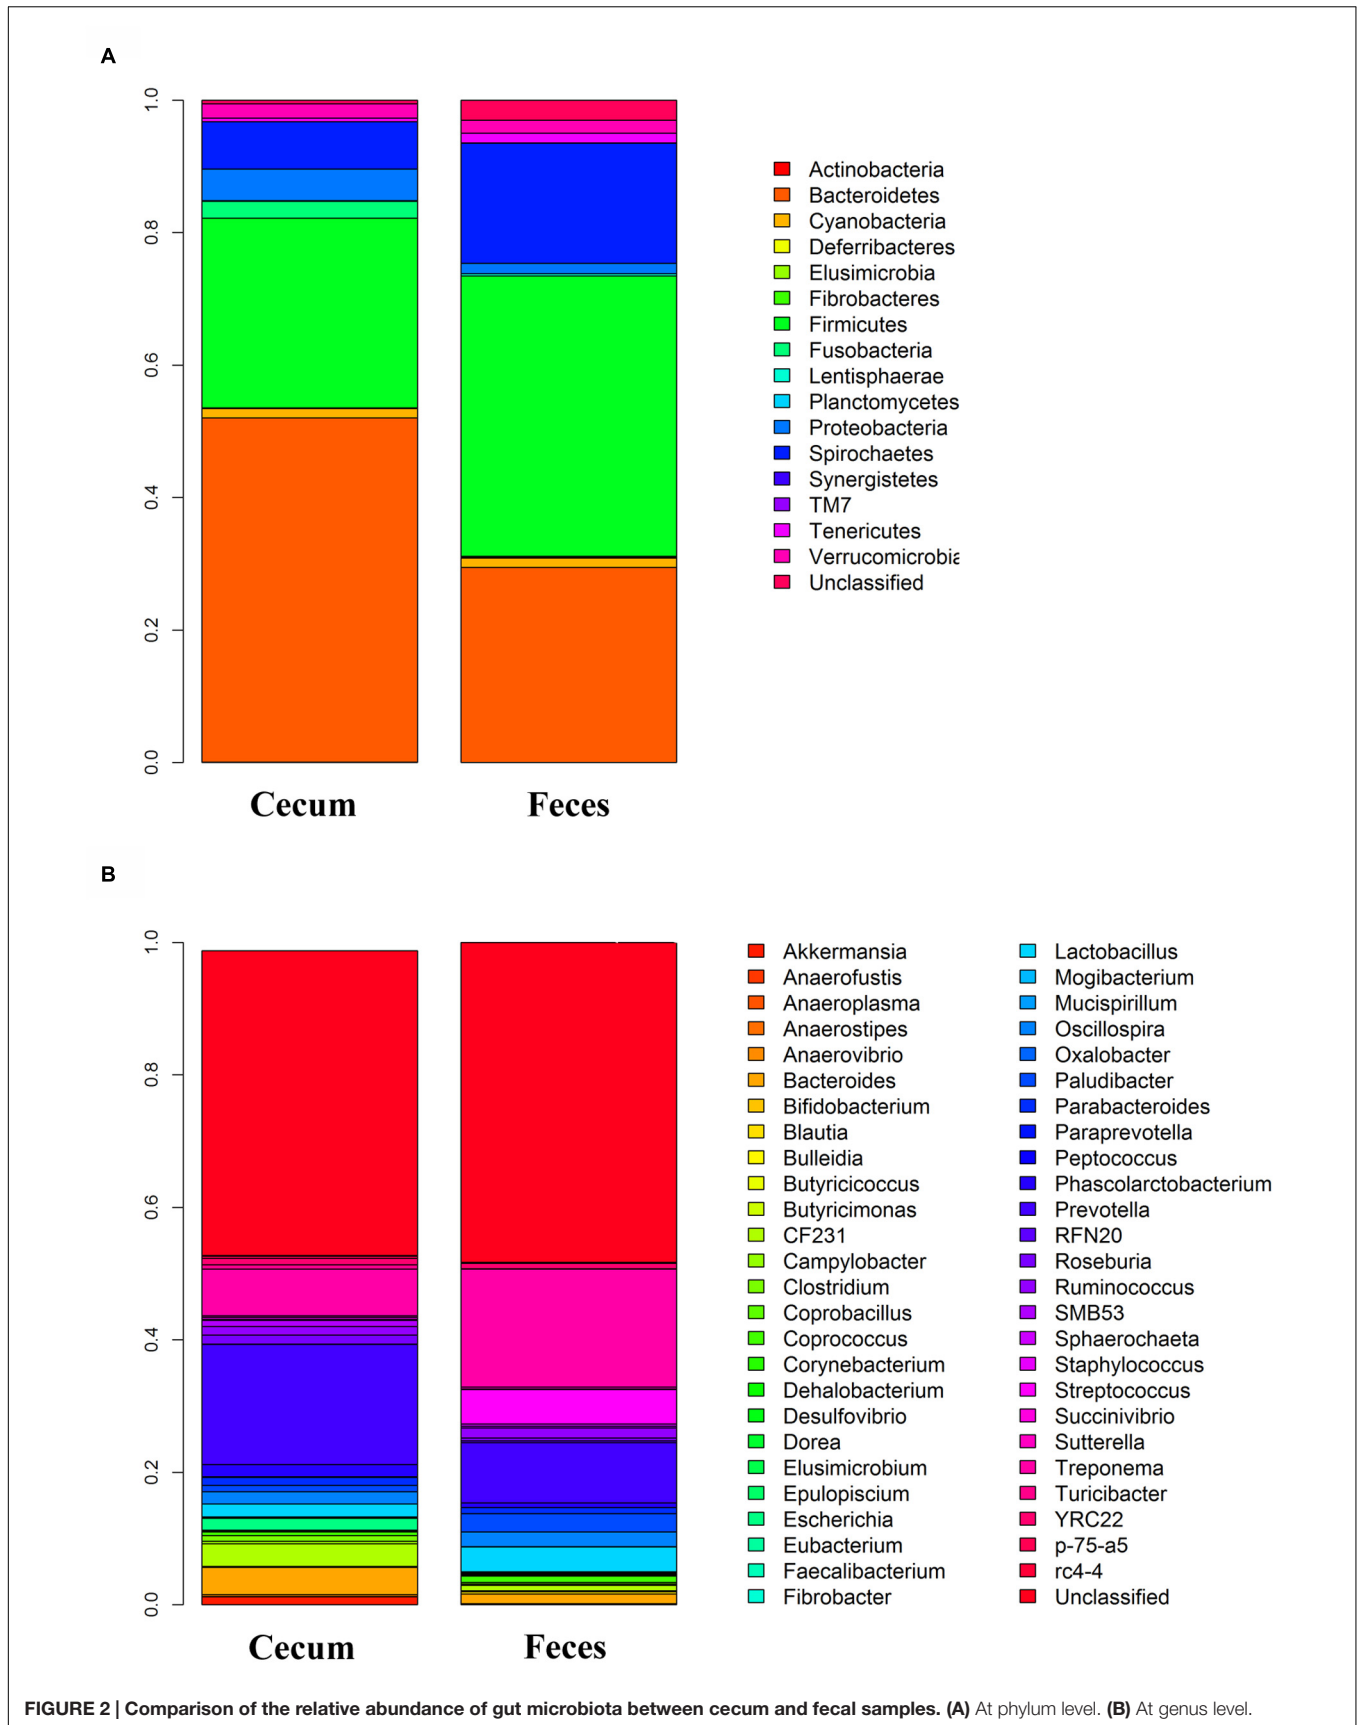 A
1.0
0.8
0.6
0.4
0.2
0.0
Cecum
Feces
Actinobacteria
Bacteroidetes
Cyanobacteria
Deferribacteres
Elusimicrobia
Fibrobacteres
Firmicutes
Fusobacteria
Lentisphaerae
Planctomycetes
Proteobacteria
Spirochaetes
Synergistetes
TM7
Tenericutes
Verrucomicrobia
Unclassified
B
1.0
0.8
0.6
0.4
0.2
0.0
Cecum
Feces
Akkermansia
Anaerofustis
Anaeroplasma
Anaerostipes
Anaerovibrio
Bacteroides
Bifidobacterium
Blautia
Bulleidia
Butyricicoccus
Butyricimonas
CF231
Campylobacter
Clostridium
Coprobacillus
Coprococcus
Corynebacterium
Dehalobacterium
Desulfovibrio
Dorea
Elusimicrobium
Epulopiscium
Escherichia
Eubacterium
Faecalibacterium
Fibrobacter
Lactobacillus
Mogibacterium
Mucispirillum
Oscillospira
Oxalobacter
Paludibacter
Parabacteroides
Paraprevotella
Peptococcus
Phascolarctobacterium
Prevotella
RFN20
Roseburia
Ruminococcus
SMB53
Sphaerochaeta
Staphylococcus
Streptococcus
Succinivibrio
Sutterella
Treponema
Turicibacter
YRC22
p-75-a5
rc4-4
Unclassified
FIGURE 2 | Comparison of the relative abundance of gut microbiota between cecum and fecal samples. (A) At phylum level. (B) At genus level.